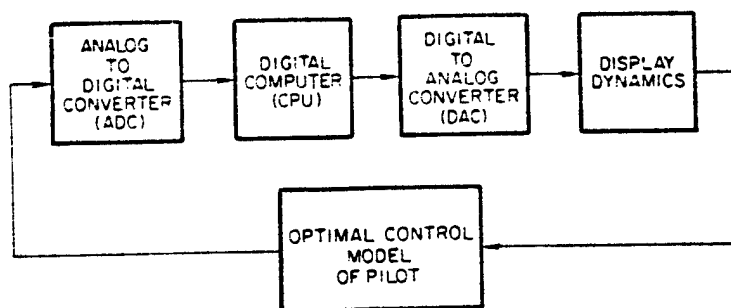 ANALOG
TO
DIGITAL
CONVERTER
(ADC)
DIGITAL
COMPUTER
(CPU)
DIGITAL
TO
ANALOG
CONVERTER
(DAC)
DISPLAY
DYNAMICS
OPTIMAL CONTROL
MODEL
OF PILOT